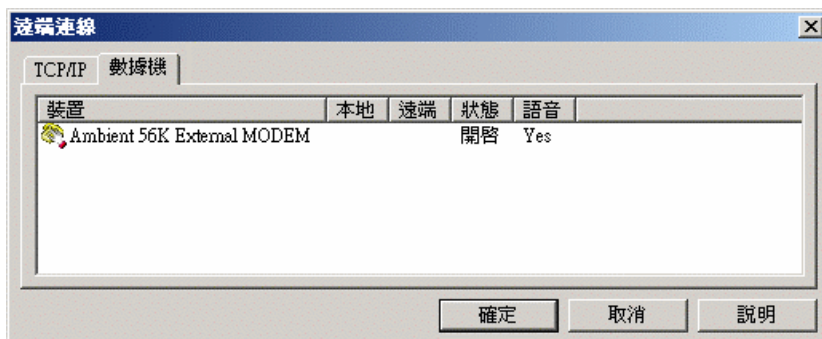 遠端連線
TCP/IP 數據機
裝置 本地 遠端 狀態 語音
Ambient 56K External MODEM 開啓 Yes
確定 取消 說明